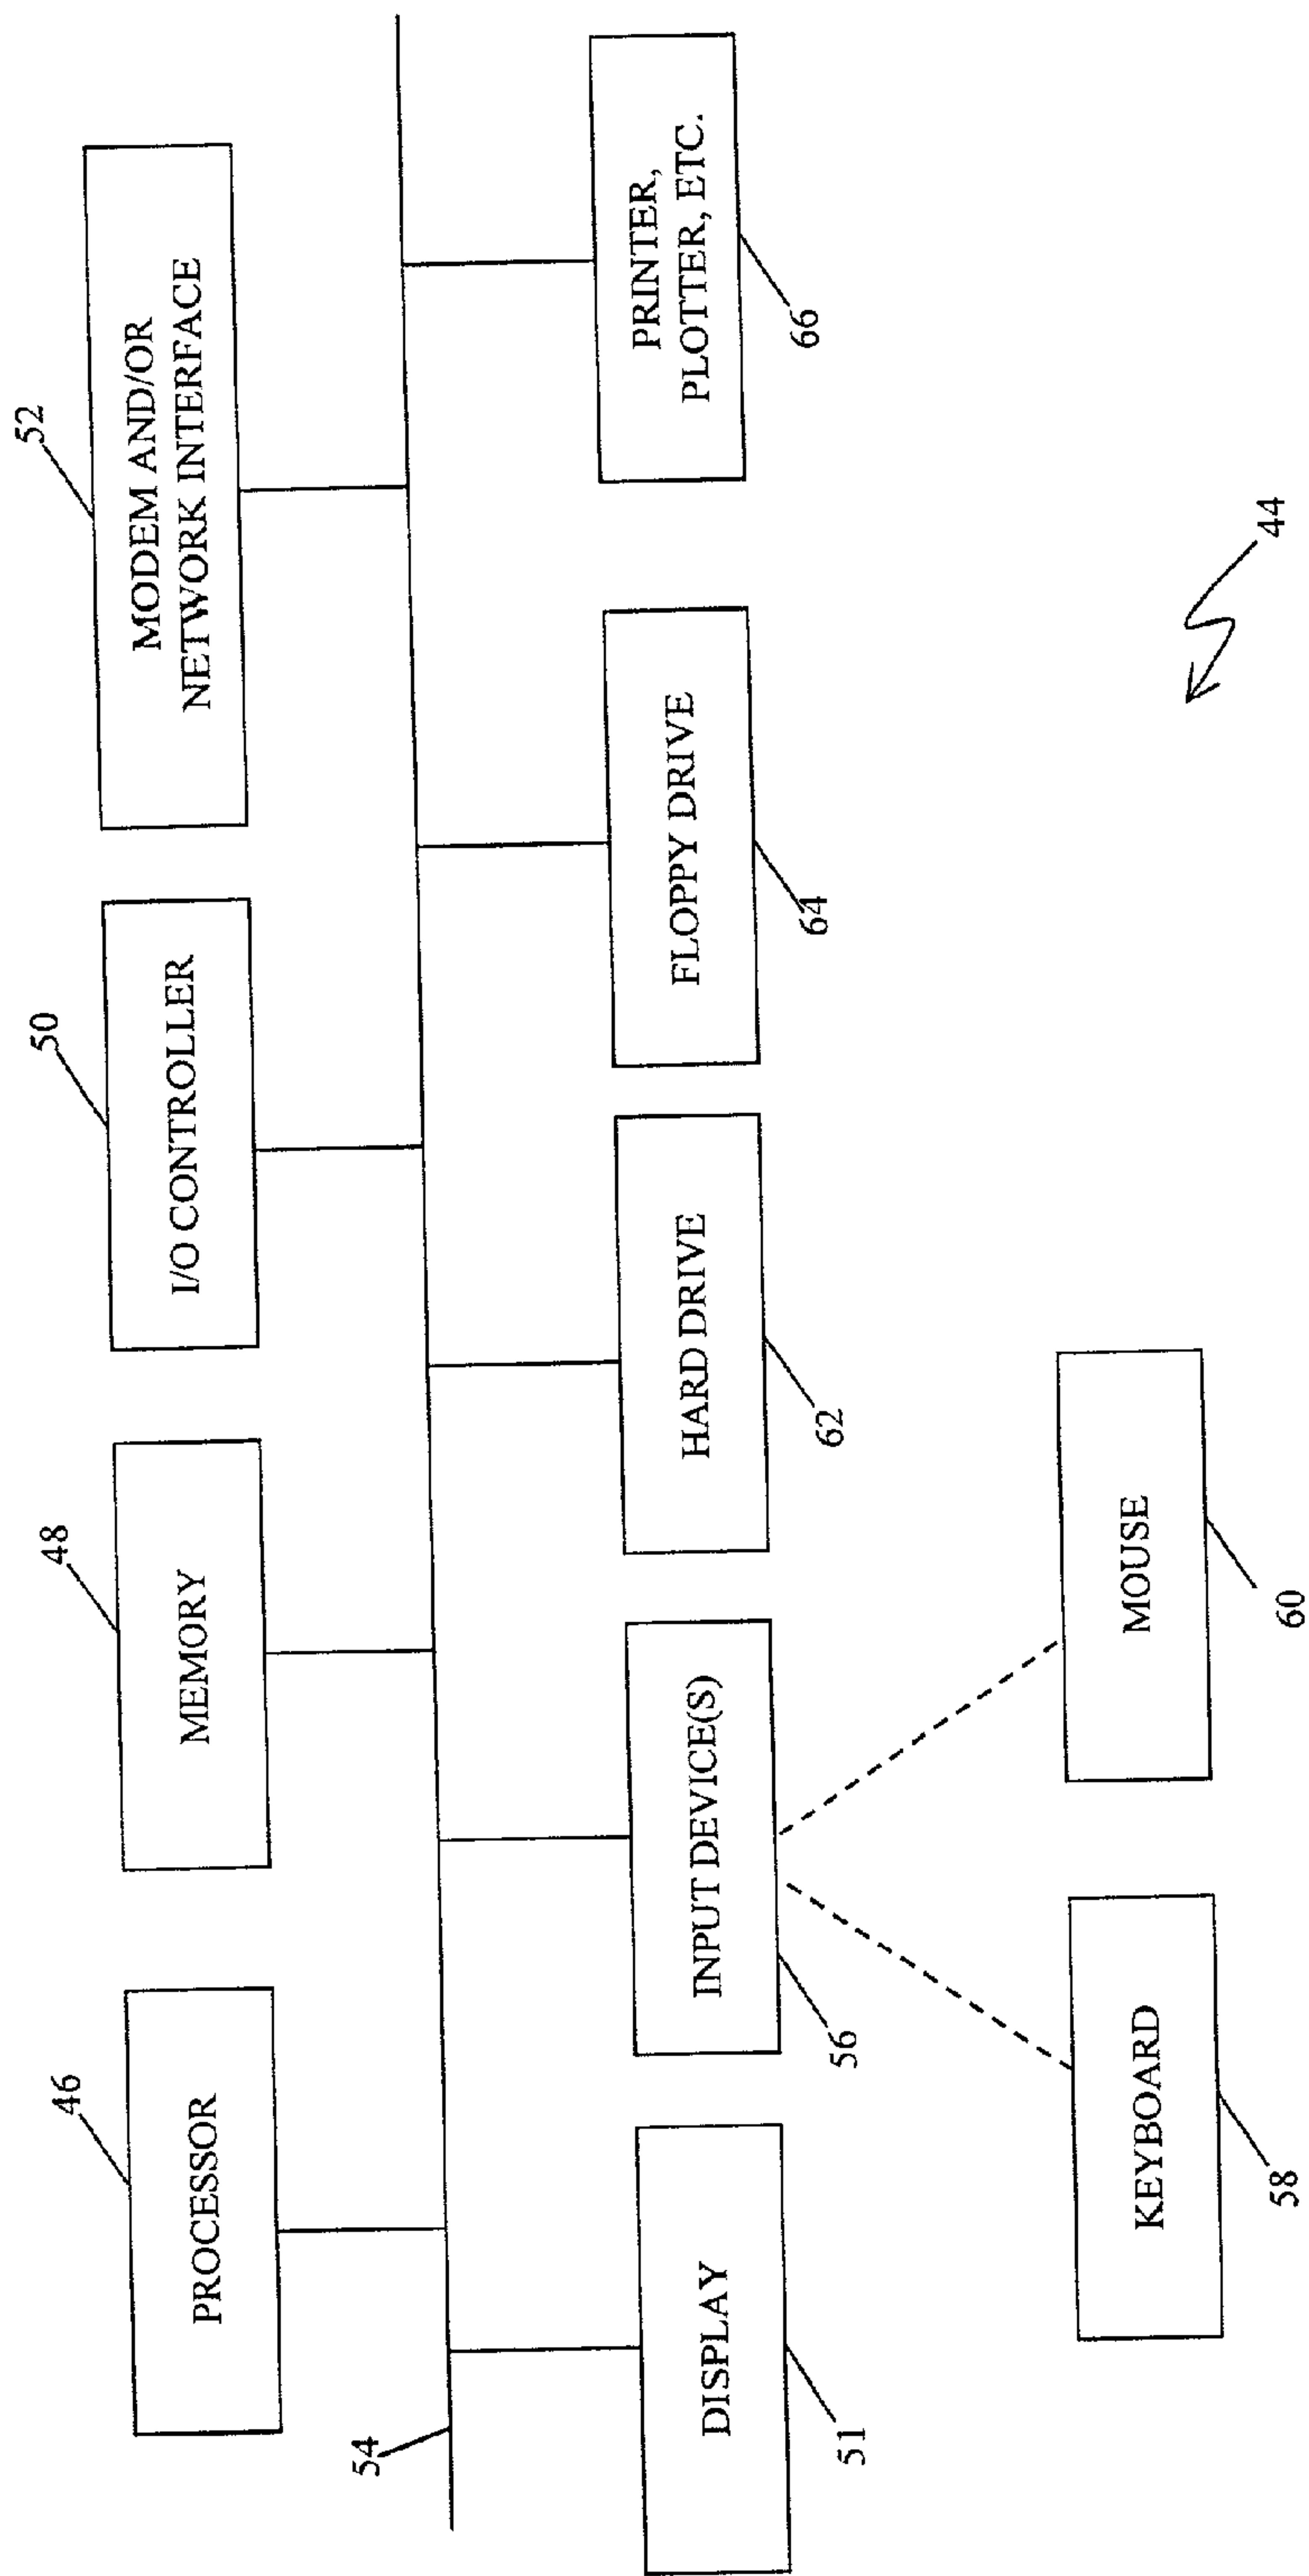 46
PROCESSOR
48
MEMORY
50
I/O CONTROLLER
52
MODEM AND/OR
NETWORK INTERFACE
54
DISPLAY
51
INPUT DEVICE(S)
56
HARD DRIVE
62
FLOPPY DRIVE
64
PRINTER,
PLOTTER, ETC.
66
KEYBOARD
58
MOUSE
60
44